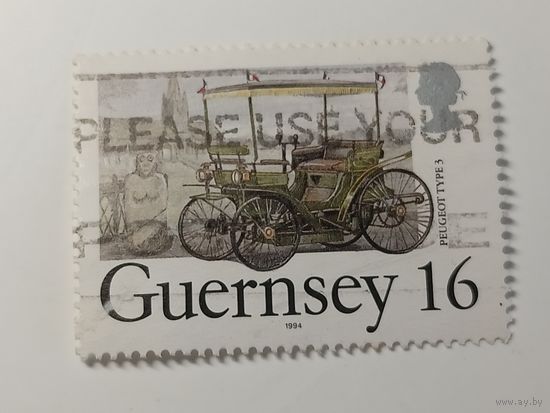 PLEASE USE YOUR
PEUGEOT TYPE 3
Guernsey 16
1994
www.ay.by